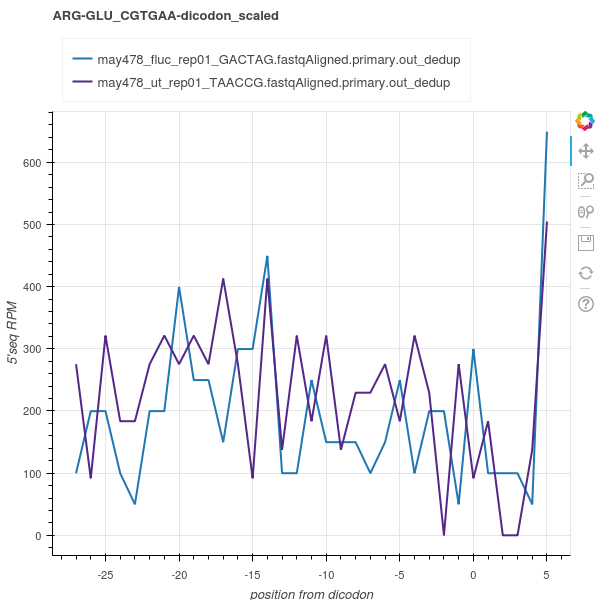 ARG-GLU_CGTGAA-dicodon_scaled
may478_fluc_rep01_GACTAG.fastqAligned.primary.out_dedup
may478_ut_rep01_TAACCG.fastqAligned.primary.out_dedup
600
500
400
300
200
100
0
5'seq RPM
-25
-20
-15
-10
-5
0
5
position from dicodon